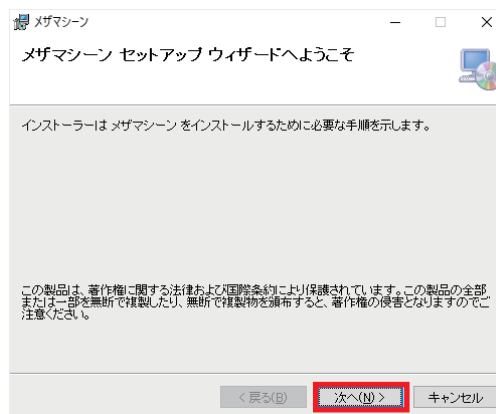 メザマシーン
メザマシーン セットアップ ウィザードへようこそ
インストーラーは メザマシーン をインストールするために必要な手順を示します。
この製品は、著作権に関する法律および国際条約により保護されています。この製品の全部
または一部を無断で複製したり、無断で複製物を頒布すると、著作権の侵害となりますのでご
注意ください。
< 戻る(B)
次へ(N) >
キャンセル